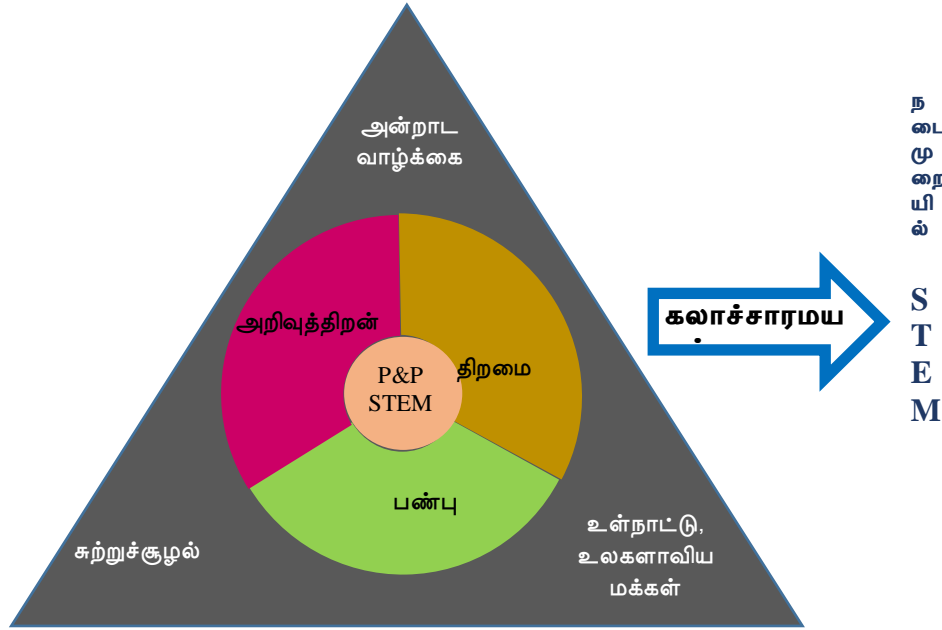 அன்றாட
வாழ்க்கை
அறிவுத்திறன்
திறமை
P&P
STEM
பண்பு
சுற்றுச்சூழல்
உள்நாட்டு,
உலகளாவிய
மக்கள்
கலாச்சாரமய
ந
டை
மு
றை
யி
ல்
S
T
E
M